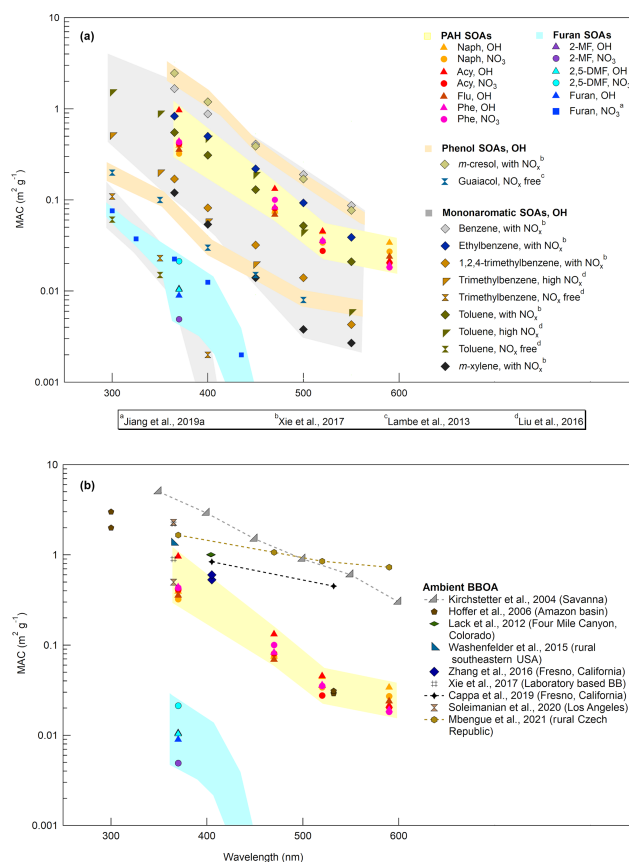 (a)
MAC (m² g⁻¹)
10
1
0.1
0.01
0.001
300
400
500
600
PAH SOAs
Naph, OH
Naph, NO₃
Acy, OH
Acy, NO₃
Flu, OH
Phe, OH
Phe, NO₃
Furan SOAs
2-MF, OH
2-MF, NO₃
2,5-DMF, OH
2,5-DMF, NO₃
Furan, OH
Furan, NO₃ᵃ
Phenol SOAs, OH
m-cresol, with NOₓᵇ
Guaiacol, NOₓ freeᶜ
Mononaromatic SOAs, OH
Benzene, with NOₓᵇ
Ethylbenzene, with NOₓᵇ
1,2,4-trimethylbenzene, with NOₓᵇ
Trimethylbenzene, high NOₓᵈ
Trimethylbenzene, NOₓ freeᵈ
Toluene, with NOₓᵇ
Toluene, high NOₓᵈ
Toluene, NOₓ freeᵈ
m-xylene, with NOₓᵇ
ᵃJiang et al., 2019a ᵇXie et al., 2017 ᶜLambe et al., 2013 ᵈLiu et al., 2016
(b)
MAC (m² g⁻¹)
10
1
0.1
0.01
0.001
300
400
500
600
Wavelength (nm)
Ambient BBOA
Kirchstetter et al., 2004 (Savanna)
Hoffer et al., 2006 (Amazon basin)
Lack et al., 2012 (Four Mile Canyon,
Colorado)
Washenfelder et al., 2015 (rural
southeastern USA)
Zhang et al., 2016 (Fresno, California)
Xie et al., 2017 (Laboratory based BB)
Cappa et al., 2019 (Fresno, California)
Soleimanian et al., 2020 (Los Angeles)
Mbengue et al., 2021 (rural Czech
Republic)